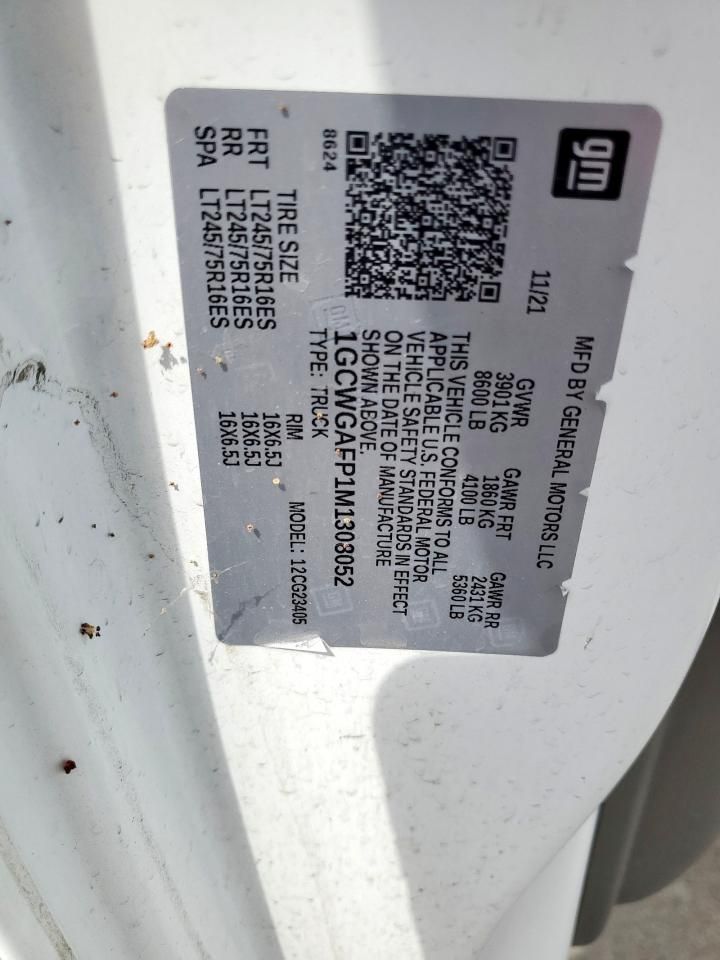 gm
MFD BY GENERAL MOTORS LLC
11/21
GVWR GAWR FRT GAWR RR
3901 KG 1860 KG 2431 KG
8600 LB 4100 LB 5360 LB
THIS VEHICLE CONFORMS TO ALL
APPLICABLE U.S. FEDERAL MOTOR
VEHICLE SAFETY STANDARDS IN EFFECT
ON THE DATE OF MANUFACTURE
SHOWN ABOVE.
1GCWGAFP1M1308052
8624
TYPE: TRUCK MODEL: 12CG23405
TIRE SIZE RIM
FRT LT245/75R16ES 16X6.5J
RR LT245/75R16ES 16X6.5J
SPA LT245/75R16ES 16X6.5J